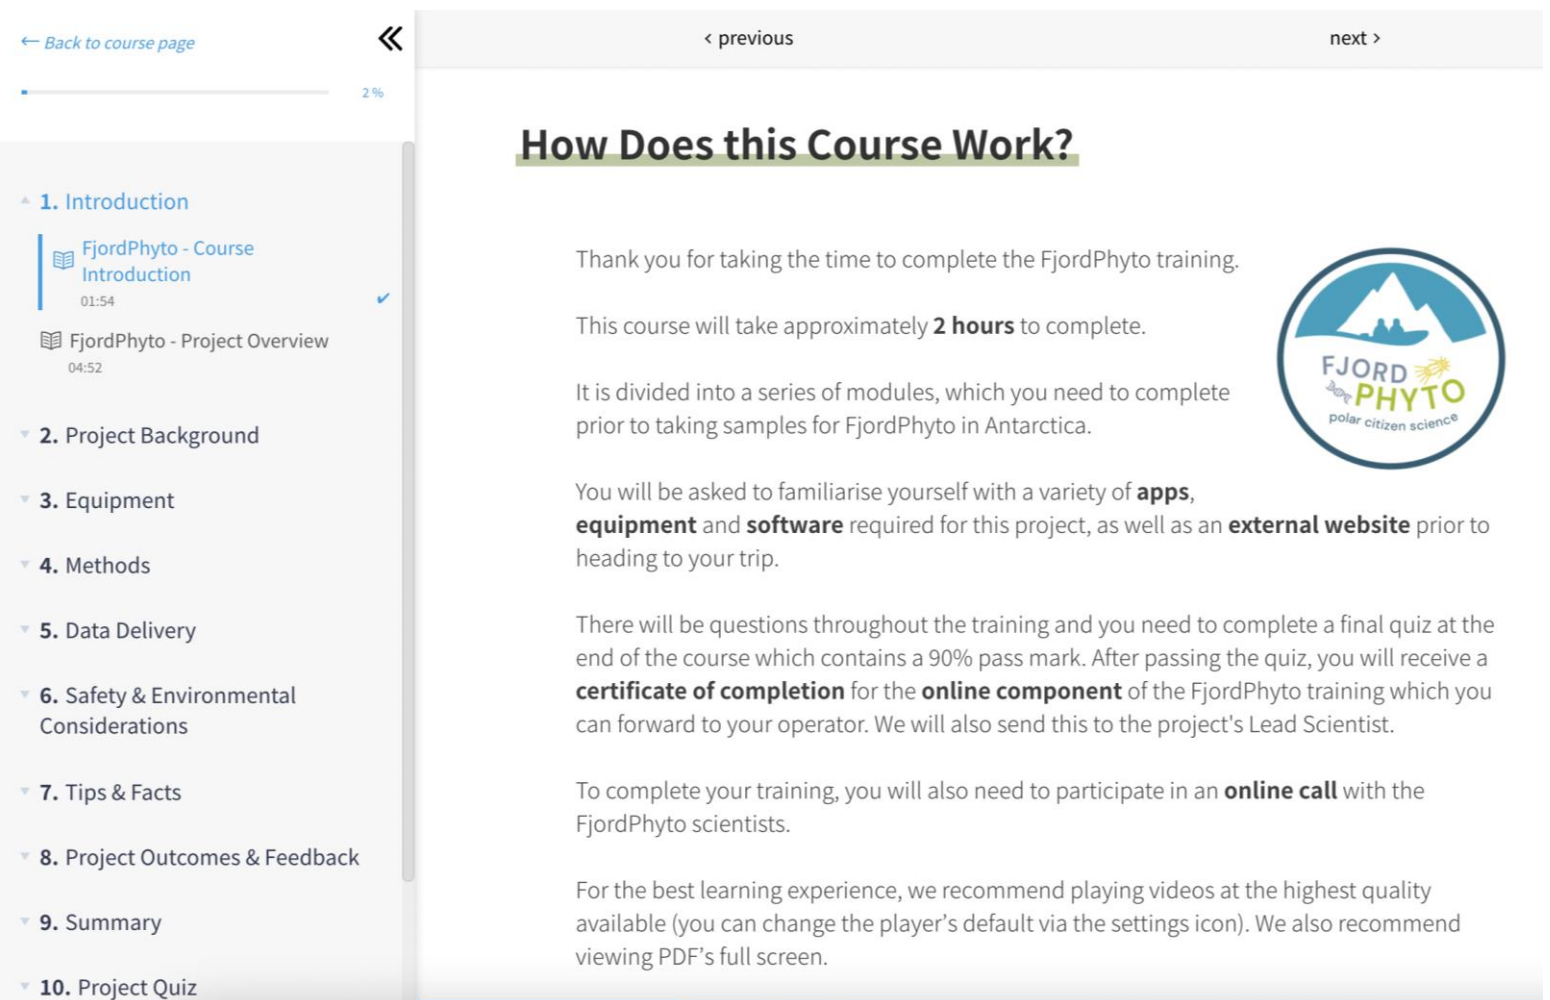 ← Back to course page
2 %
1. Introduction
FjordPhyto - Course
Introduction
01:54
FjordPhyto - Project Overview
04:52
2. Project Background
3. Equipment
4. Methods
5. Data Delivery
6. Safety & Environmental
Considerations
7. Tips & Facts
8. Project Outcomes & Feedback
9. Summary
10. Project Quiz
< previous
next >
How Does this Course Work?
Thank you for taking the time to complete the FjordPhyto training.
This course will take approximately 2 hours to complete.
It is divided into a series of modules, which you need to complete
prior to taking samples for FjordPhyto in Antarctica.
FJORD
PHYTO
polar citizen science
You will be asked to familiarise yourself with a variety of apps,
equipment and software required for this project, as well as an external website prior to
heading to your trip.
There will be questions throughout the training and you need to complete a final quiz at the
end of the course which contains a 90% pass mark. After passing the quiz, you will receive a
certificate of completion for the online component of the FjordPhyto training which you
can forward to your operator. We will also send this to the project's Lead Scientist.
To complete your training, you will also need to participate in an online call with the
FjordPhyto scientists.
For the best learning experience, we recommend playing videos at the highest quality
available (you can change the player’s default via the settings icon). We also recommend
viewing PDF’s full screen.